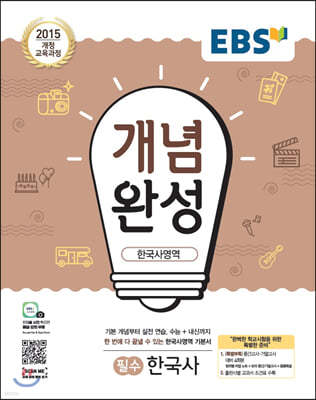 2015
개정
교육과정
EBS
개념
완성
한국사영역
기본 개념부터 실전 연습, 수능 + 내신까지
한 번에 다 끝낼 수 있는 한국사영역 기본서
필수 한국사
"완벽한 학교시험을 위한
특별한 준비"